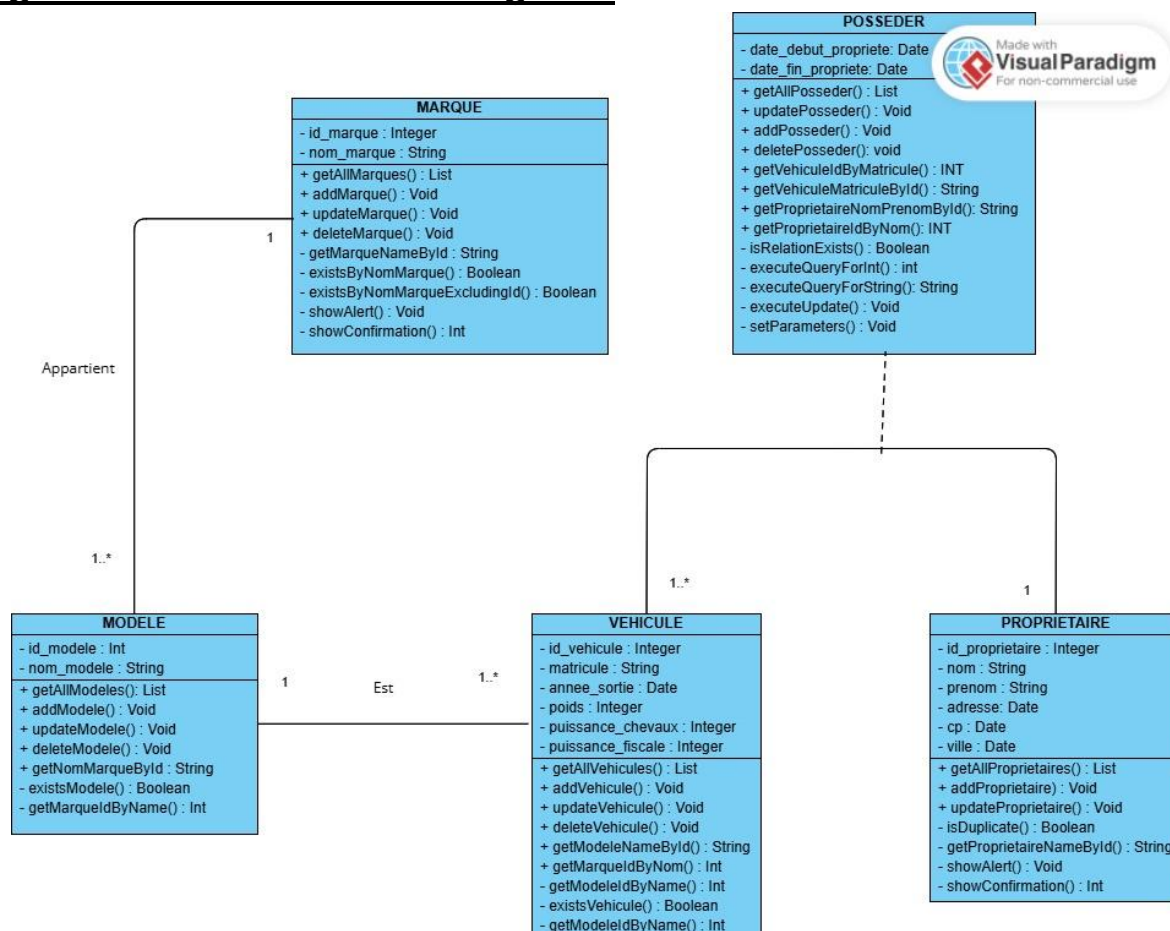 POSSEDER
- date_debut_propriete: Date
- date_fin_propriete: Date
+ getAllPosseder() : List
+ updatePosseder() : Void
+ addPosseder() : Void
+ deletePosseder(): void
+ getVehiculeIdByMatricule() : INT
+ getVehiculeMatriculeById() : String
+ getProprietaireNomPrenomById(): String
+ getProprietaireIdByNom(): INT
- isRelationExists() : Boolean
- executeQueryForInt() : int
- executeQueryForString(): String
- executeUpdate() : Void
- setParameters() : Void
Made with
Visual Paradigm
For non-commercial use
MARQUE
- id_marque : Integer
- nom_marque : String
+ getAllMarques() : List
+ addMarque() : Void
+ updateMarque() : Void
+ deleteMarque() : Void
- getMarqueNameById : String
- existsByNomMarque() : Boolean
- existsByNomMarqueExcludingId() : Boolean
- showAlert() : Void
- showConfirmation() : Int
1
Appartient
1..*
MODELE
- id_modele : Int
- nom_modele : String
+ getAllModeles(): List
+ addModele() : Void
+ updateModele() : Void
+ deleteModele() : Void
+ getNomMarqueById : String
- existsModele() : Boolean
- getMarqueIdByName() : Int
1
Est
1..*
1..*
1
VEHICULE
- id_vehicule : Integer
- matricule : String
- annee_sortie : Date
- poids : Integer
- puissance_chevaux : Integer
- puissance_fiscale : Integer
+ getAllVehicules() : List
+ addVehicule() : Void
+ updateVehicule() : Void
+ deleteVehicule() : Void
+ getModeleNameById() : String
+ getMarqueIdByNom() : Int
- getModeleIdByName() : Int
- existsVehicule() : Boolean
- getModeleIdByName() : Int
PROPRIETAIRE
- id_proprietaire : Integer
- nom : String
- prenom : String
- adresse: Date
- cp : Date
- ville : Date
+ getAllProprietaires() : List
+ addProprietaire) : Void
+ updateProprietaire() : Void
- isDuplicate() : Boolean
- getProprietaireNameById() : String
- showAlert() : Void
- showConfirmation() : Int